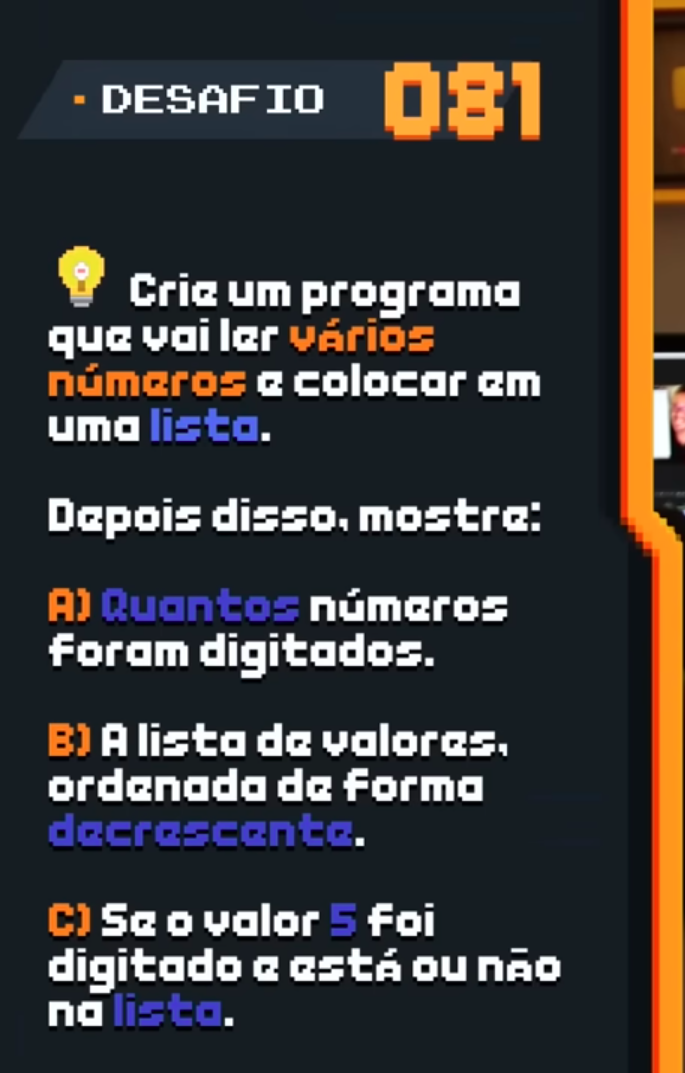 DESAFIO 081
Crie um programa
que vai ler vários
números e colocar em
uma lista.
Depois disso, mostre:
A) Quantos números
foram digitados.
B) A lista de valores,
ordenada de forma
decrescente.
C) Se o valor 5 foi
digitado e está ou não
na lista.